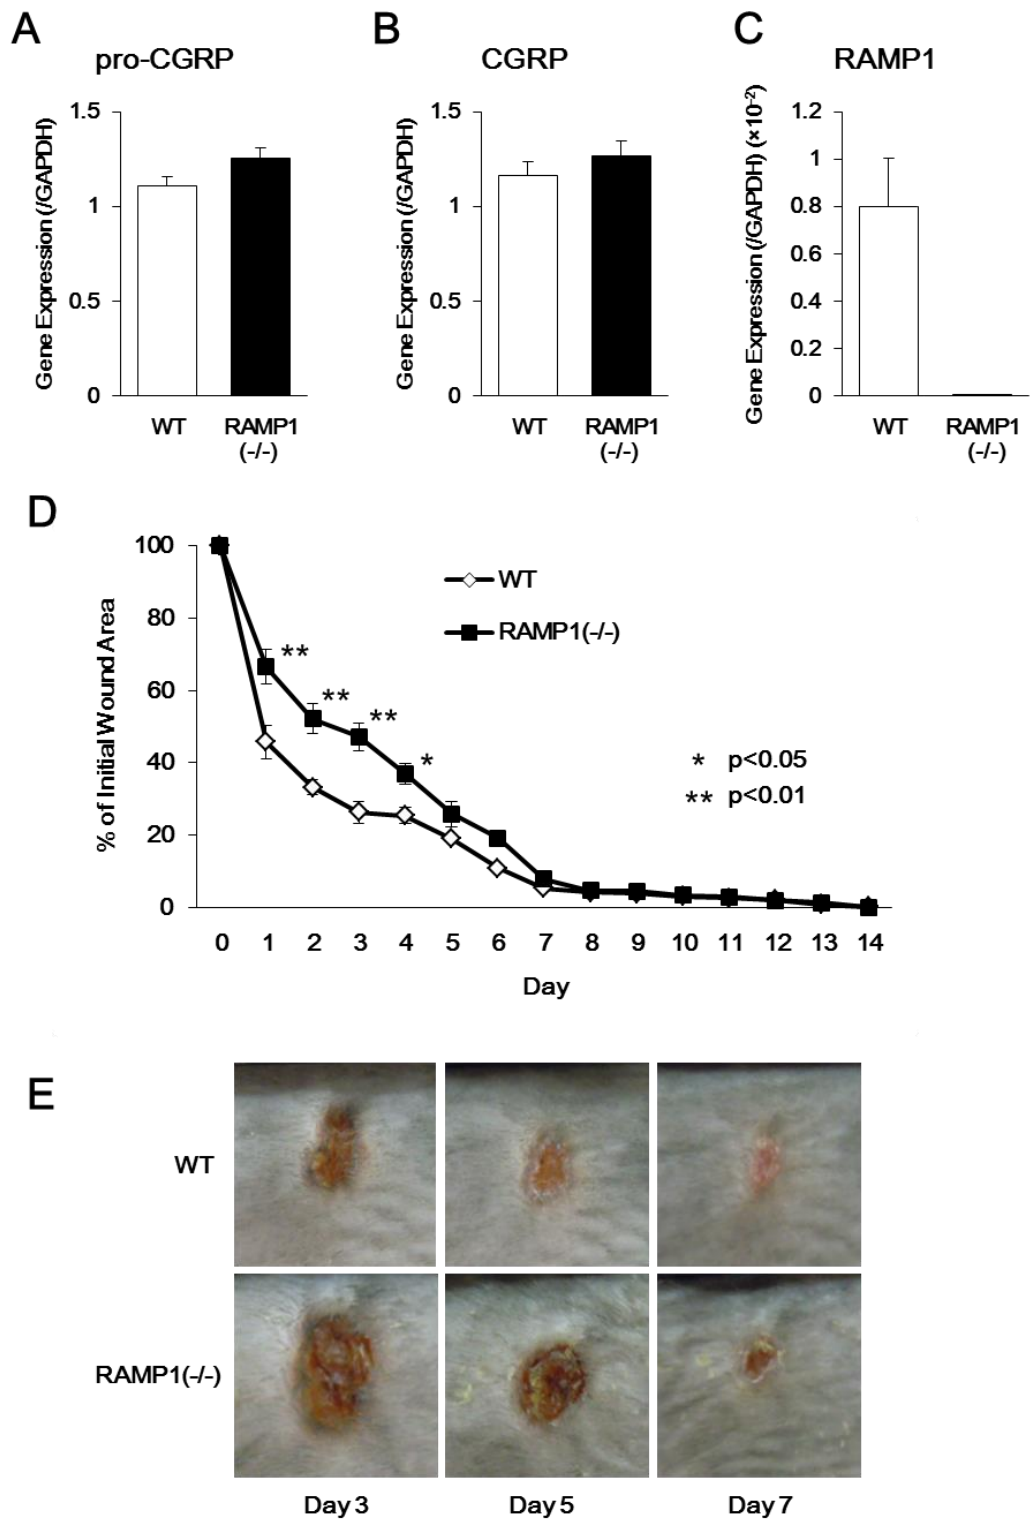 A
pro-CGRP
Gene Expression (/GAPDH)
1.5
1
0.5
0
WT
RAMP1
(-/-)
B
CGRP
Gene Expression (/GAPDH)
1.5
1
0.5
0
WT
RAMP1
(-/-)
C
RAMP1
Gene Expression (/GAPDH) (×10⁻²)
1.2
1
0.8
0.6
0.4
0.2
0
WT
RAMP1
(-/-)
D
% of Initial Wound Area
100
80
60
40
20
0
WT
RAMP1(-/-)
**
**
**
*
* p<0.05
** p<0.01
0 1 2 3 4 5 6 7 8 9 10 11 12 13 14
Day
E
WT
RAMP1(-/-)
Day 3 Day 5 Day 7